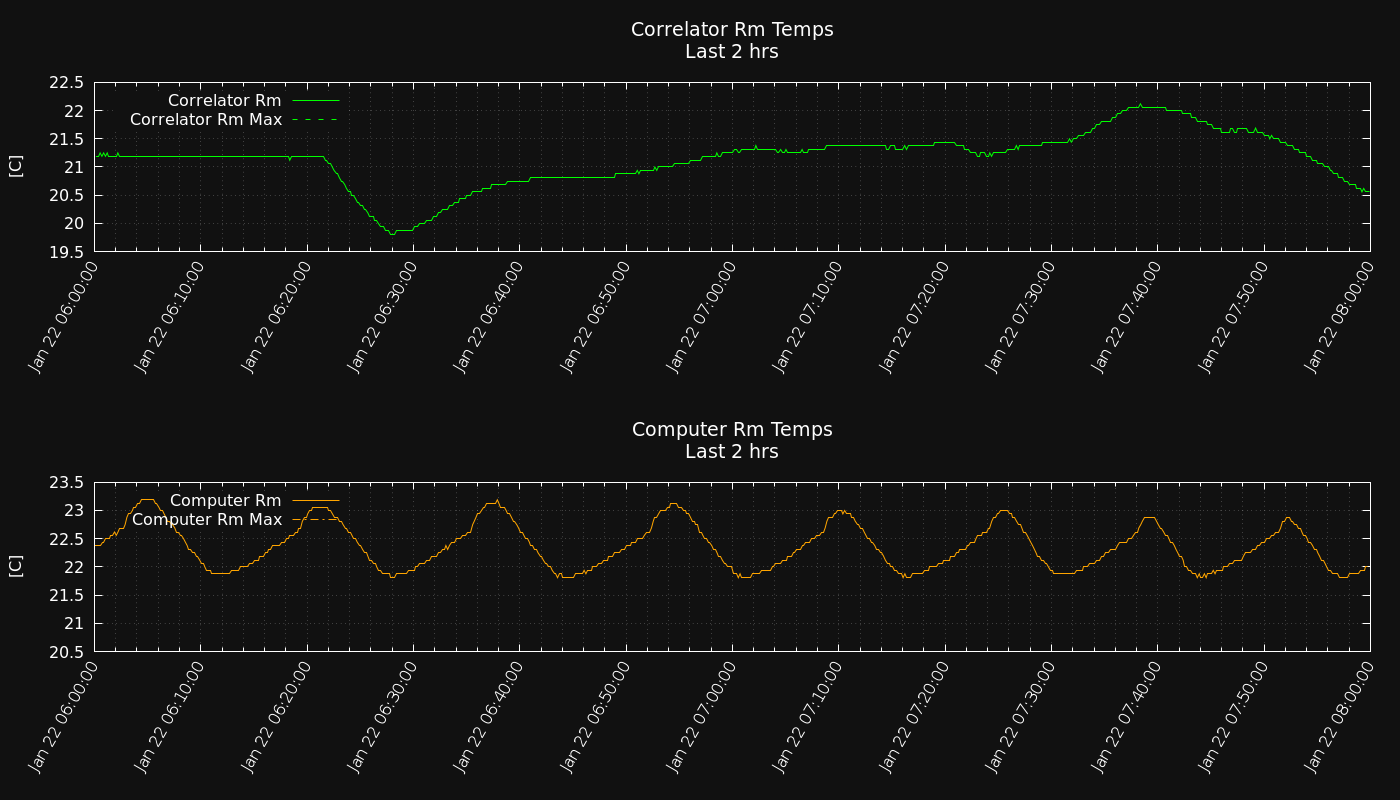 Correlator Rm Temps
Last 2 hrs
22.5
22
21.5
21
20.5
20
19.5
[C]
Correlator Rm
Correlator Rm Max
Jan 22 06:00:00
Jan 22 06:10:00
Jan 22 06:20:00
Jan 22 06:30:00
Jan 22 06:40:00
Jan 22 06:50:00
Jan 22 07:00:00
Jan 22 07:10:00
Jan 22 07:20:00
Jan 22 07:30:00
Jan 22 07:40:00
Jan 22 07:50:00
Jan 22 08:00:00
Computer Rm Temps
Last 2 hrs
23.5
23
22.5
22
21.5
21
20.5
[C]
Computer Rm
Computer Rm Max
Jan 22 06:00:00
Jan 22 06:10:00
Jan 22 06:20:00
Jan 22 06:30:00
Jan 22 06:40:00
Jan 22 06:50:00
Jan 22 07:00:00
Jan 22 07:10:00
Jan 22 07:20:00
Jan 22 07:30:00
Jan 22 07:40:00
Jan 22 07:50:00
Jan 22 08:00:00